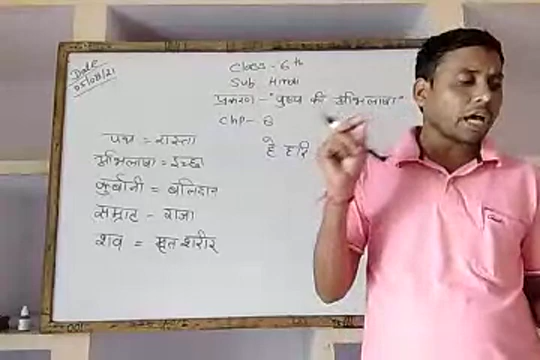 Date
05/08/21
Class - 6th
Sub Hindi
प्रकरण - "पुष्प की अभिलाषा"
Chp - 8
पथ = रास्ता
अभिलाषा = इच्छा
हे हरि
कुर्बानी = बलिदान
सम्राट - राजा
शव = मृत शरीर